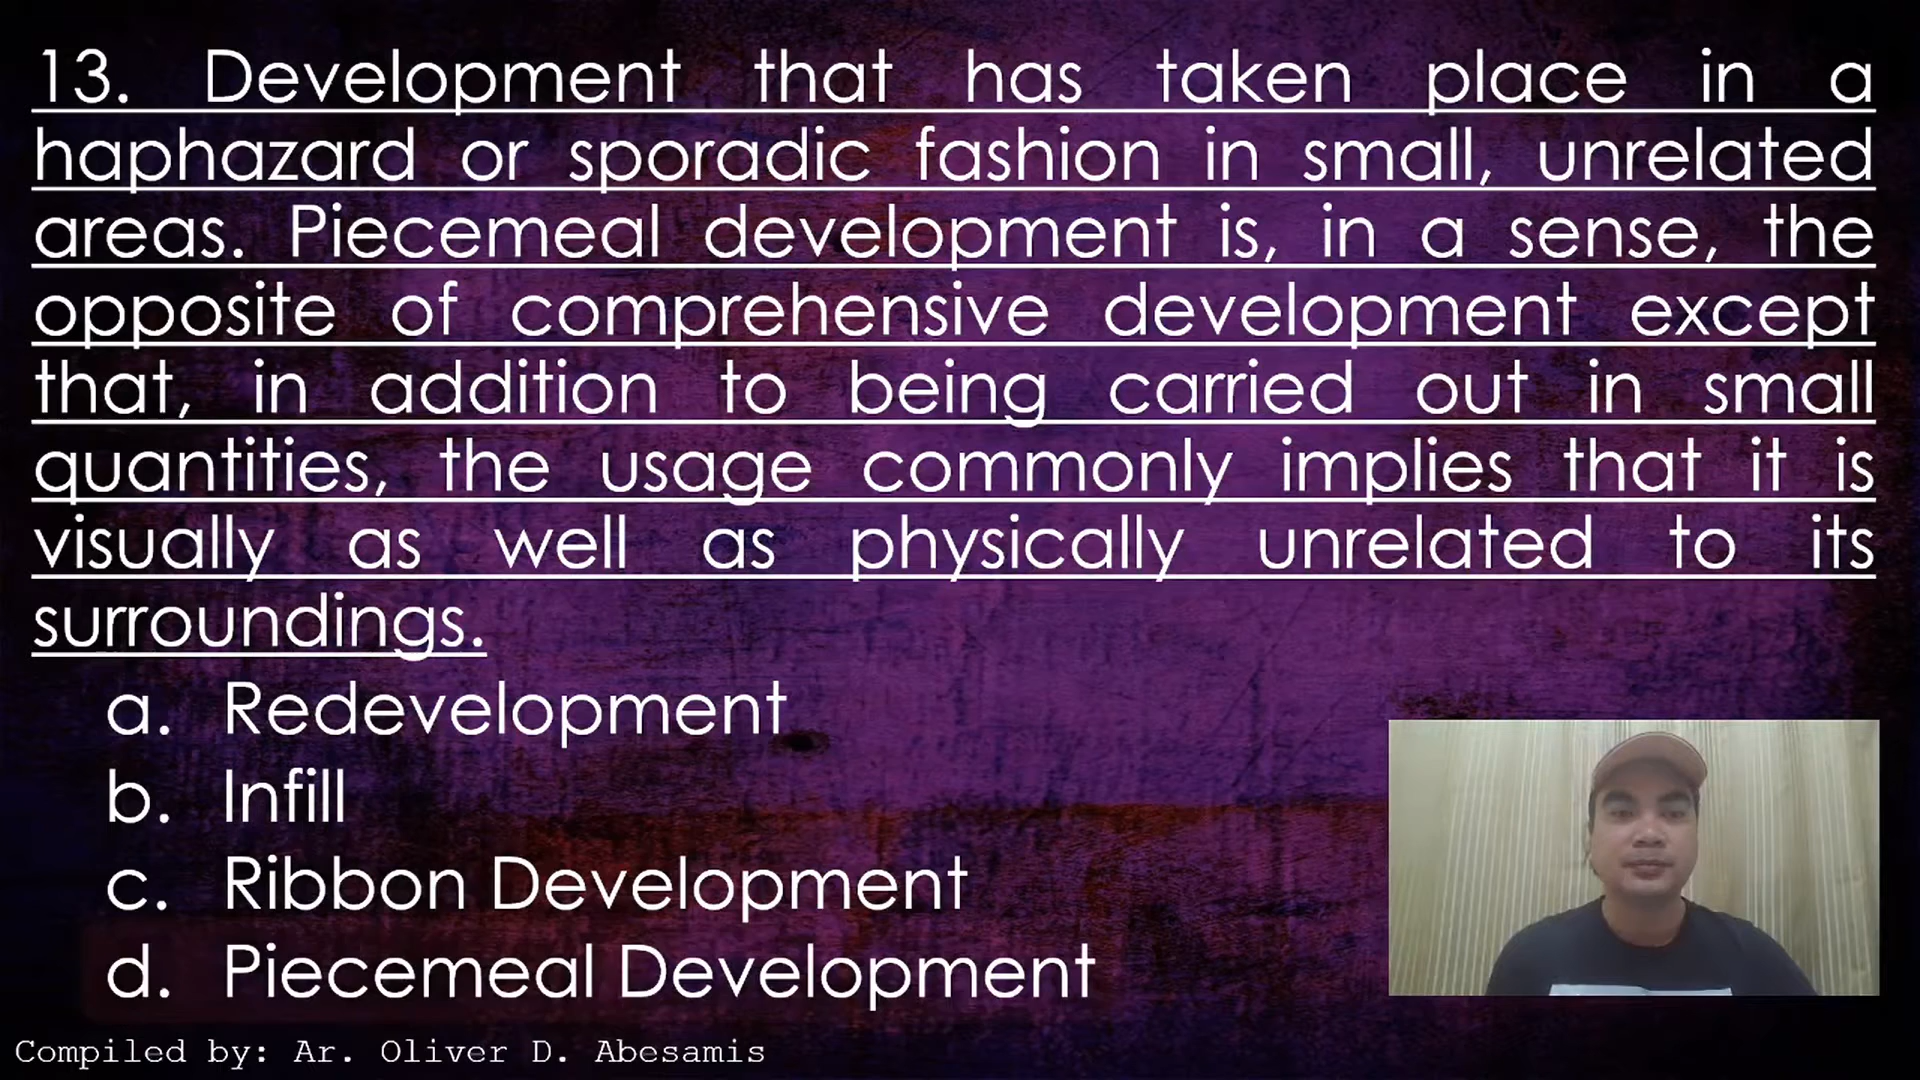 13. Development that has taken place in a
haphazard or sporadic fashion in small, unrelated
areas. Piecemeal development is, in a sense, the
opposite of comprehensive development except
that, in addition to being carried out in small
quantities, the usage commonly implies that it is
visually as well as physically unrelated to its
surroundings.
a. Redevelopment
b. Infill
c. Ribbon Development
d. Piecemeal Development
Compiled by: Ar. Oliver D. Abesamis